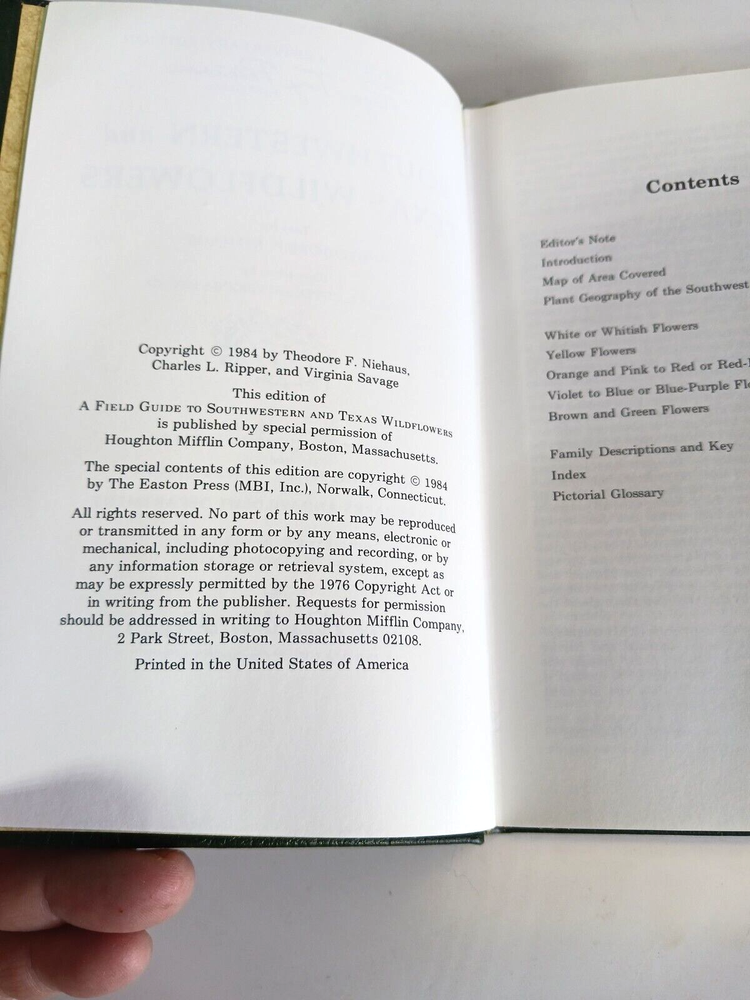 Copyright © 1984 by Theodore F. Niehaus,
Charles L. Ripper, and Virginia Savage
This edition of
A FIELD GUIDE TO SOUTHWESTERN AND TEXAS WILDFLOWERS
is published by special permission of
Houghton Mifflin Company, Boston, Massachusetts.
The special contents of this edition are copyright © 1984
by The Easton Press (MBI, Inc.), Norwalk, Connecticut.
All rights reserved. No part of this work may be reproduced
or transmitted in any form or by any means, electronic or
mechanical, including photocopying and recording, or by
any information storage or retrieval system, except as
may be expressly permitted by the 1976 Copyright Act or
in writing from the publisher. Requests for permission
should be addressed in writing to Houghton Mifflin Company,
2 Park Street, Boston, Massachusetts 02108.
Printed in the United States of America
Contents
Editor's Note
Introduction
Map of Area Covered
Plant Geography of the Southwest
White or Whitish Flowers
Yellow Flowers
Orange and Pink to Red or Red-
Violet to Blue or Blue-Purple Flo
Brown and Green Flowers
Family Descriptions and Key
Index
Pictorial Glossary